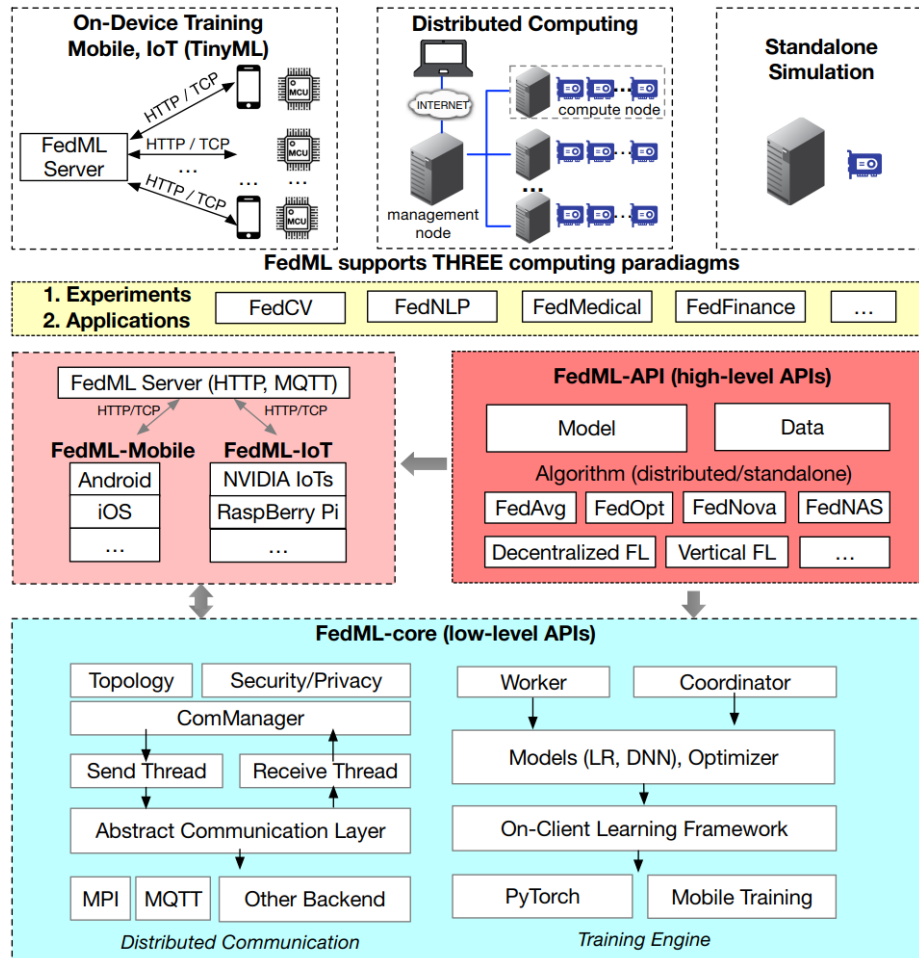 On-Device Training
Mobile, IoT (TinyML)
FedML
Server
HTTP / TCP
HTTP / TCP
...
HTTP / TCP
...
...
MCU
MCU
MCU
Distributed Computing
INTERNET
management
node
compute node
...
...
...
...
Standalone
Simulation
FedML supports THREE computing paradiagms
1. Experiments
2. Applications
FedCV
FedNLP
FedMedical
FedFinance
...
FedML Server (HTTP, MQTT)
HTTP/TCP
HTTP/TCP
FedML-Mobile
Android
iOS
...
FedML-IoT
NVIDIA IoTs
RaspBerry Pi
...
FedML-API (high-level APIs)
Model
Data
Algorithm (distributed/standalone)
FedAvg
FedOpt
FedNova
FedNAS
Decentralized FL
Vertical FL
...
FedML-core (low-level APIs)
Topology
Security/Privacy
ComManager
Send Thread
Receive Thread
Abstract Communication Layer
MPI
MQTT
Other Backend
Distributed Communication
Worker
Coordinator
Models (LR, DNN), Optimizer
On-Client Learning Framework
PyTorch
Mobile Training
Training Engine